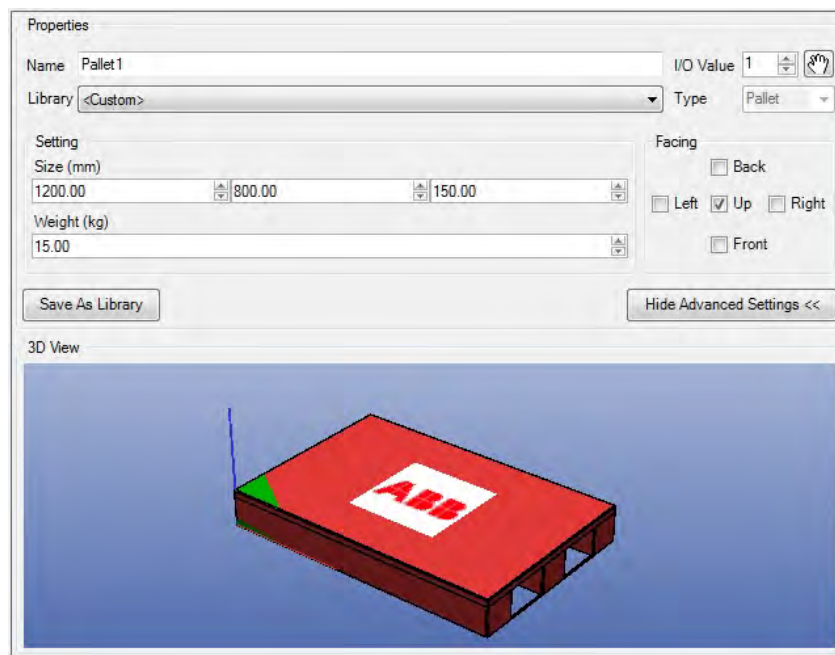 Properties
Name Pallet1 I/O Value 1
Library <Custom> Type Pallet
Setting Facing
Size (mm) Back
1200.00 800.00 150.00
Left Up Right
Weight (kg)
15.00 Front
Save As Library Hide Advanced Settings <<
3D View
ABB